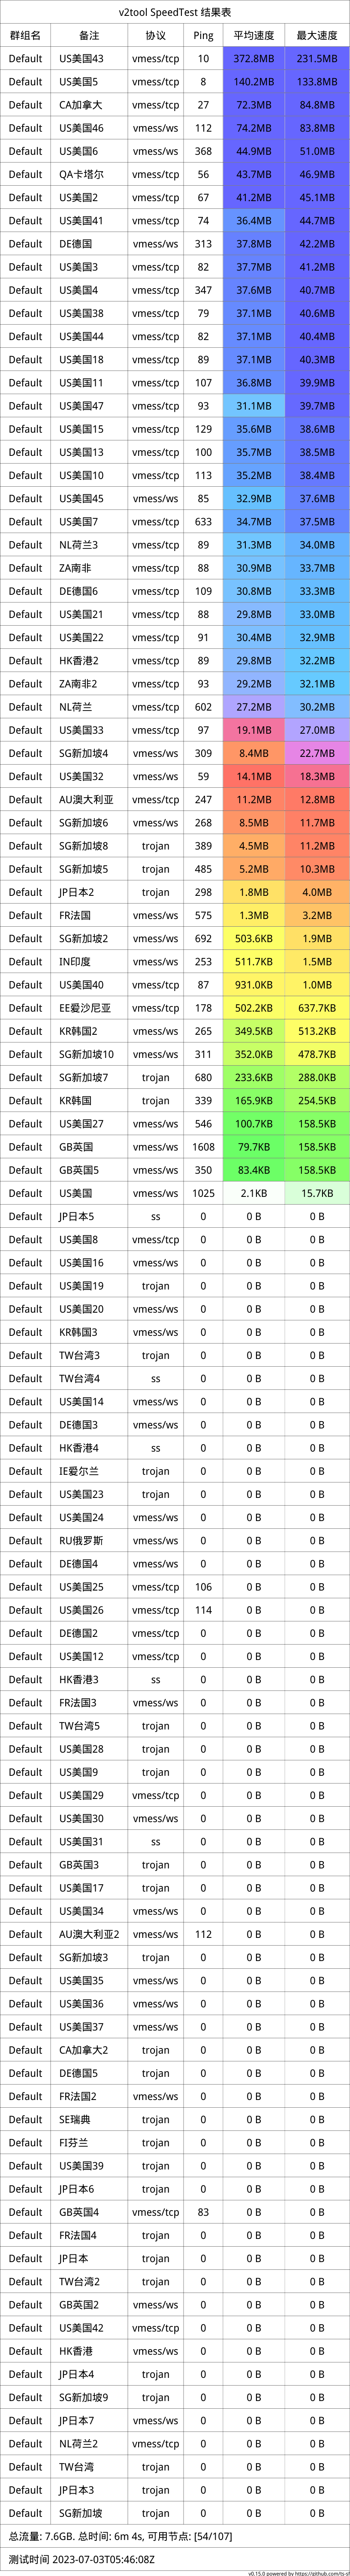 v2tool SpeedTest 结果表
群组名 备注 协议 Ping 平均速度 最大速度
Default US美国43 vmess/tcp 10 372.8MB 231.5MB
Default US美国5 vmess/tcp 8 140.2MB 133.8MB
Default CA加拿大 vmess/tcp 27 72.3MB 84.8MB
Default US美国46 vmess/ws 112 74.2MB 83.8MB
Default US美国6 vmess/ws 368 44.9MB 51.0MB
Default QA卡塔尔 vmess/tcp 56 43.7MB 46.9MB
Default US美国2 vmess/tcp 67 41.2MB 45.1MB
Default US美国41 vmess/tcp 74 36.4MB 44.7MB
Default DE德国 vmess/ws 313 37.8MB 42.2MB
Default US美国3 vmess/tcp 82 37.7MB 41.2MB
Default US美国4 vmess/tcp 347 37.6MB 40.7MB
Default US美国38 vmess/tcp 79 37.1MB 40.6MB
Default US美国44 vmess/tcp 82 37.1MB 40.4MB
Default US美国18 vmess/tcp 89 37.1MB 40.3MB
Default US美国11 vmess/tcp 107 36.8MB 39.9MB
Default US美国47 vmess/tcp 93 31.1MB 39.7MB
Default US美国15 vmess/tcp 129 35.6MB 38.6MB
Default US美国13 vmess/tcp 100 35.7MB 38.5MB
Default US美国10 vmess/tcp 113 35.2MB 38.4MB
Default US美国45 vmess/ws 85 32.9MB 37.6MB
Default US美国7 vmess/tcp 633 34.7MB 37.5MB
Default NL荷兰3 vmess/tcp 89 31.3MB 34.0MB
Default ZA南非 vmess/tcp 88 30.9MB 33.7MB
Default DE德国6 vmess/tcp 109 30.8MB 33.3MB
Default US美国21 vmess/tcp 88 29.8MB 33.0MB
Default US美国22 vmess/tcp 91 30.4MB 32.9MB
Default HK香港2 vmess/tcp 89 29.8MB 32.2MB
Default ZA南非2 vmess/tcp 93 29.2MB 32.1MB
Default NL荷兰 vmess/tcp 602 27.2MB 30.2MB
Default US美国33 vmess/tcp 97 19.1MB 27.0MB
Default SG新加坡4 vmess/ws 309 8.4MB 22.7MB
Default US美国32 vmess/ws 59 14.1MB 18.3MB
Default AU澳大利亚 vmess/tcp 247 11.2MB 12.8MB
Default SG新加坡6 vmess/ws 268 8.5MB 11.7MB
Default SG新加坡8 trojan 389 4.5MB 11.2MB
Default SG新加坡5 trojan 485 5.2MB 10.3MB
Default JP日本2 trojan 298 1.8MB 4.0MB
Default FR法国 vmess/ws 575 1.3MB 3.2MB
Default SG新加坡2 vmess/ws 692 503.6KB 1.9MB
Default IN印度 vmess/ws 253 511.7KB 1.5MB
Default US美国40 vmess/tcp 87 931.0KB 1.0MB
Default EE爱沙尼亚 vmess/tcp 178 502.2KB 637.7KB
Default KR韩国2 vmess/ws 265 349.5KB 513.2KB
Default SG新加坡10 vmess/ws 311 352.0KB 478.7KB
Default SG新加坡7 trojan 680 233.6KB 288.0KB
Default KR韩国 trojan 339 165.9KB 254.5KB
Default US美国27 vmess/ws 546 100.7KB 158.5KB
Default GB英国 vmess/ws 1608 79.7KB 158.5KB
Default GB英国5 vmess/ws 350 83.4KB 158.5KB
Default US美国 vmess/ws 1025 2.1KB 15.7KB
Default JP日本5 ss 0 0 B 0 B
Default US美国8 vmess/tcp 0 0 B 0 B
Default US美国16 vmess/ws 0 0 B 0 B
Default US美国19 trojan 0 0 B 0 B
Default US美国20 vmess/ws 0 0 B 0 B
Default KR韩国3 vmess/ws 0 0 B 0 B
Default TW台湾3 trojan 0 0 B 0 B
Default TW台湾4 ss 0 0 B 0 B
Default US美国14 vmess/ws 0 0 B 0 B
Default DE德国3 vmess/ws 0 0 B 0 B
Default HK香港4 ss 0 0 B 0 B
Default IE爱尔兰 trojan 0 0 B 0 B
Default US美国23 trojan 0 0 B 0 B
Default US美国24 vmess/ws 0 0 B 0 B
Default RU俄罗斯 vmess/ws 0 0 B 0 B
Default DE德国4 vmess/ws 0 0 B 0 B
Default US美国25 vmess/tcp 106 0 B 0 B
Default US美国26 vmess/tcp 114 0 B 0 B
Default DE德国2 vmess/tcp 0 0 B 0 B
Default US美国12 vmess/tcp 0 0 B 0 B
Default HK香港3 ss 0 0 B 0 B
Default FR法国3 vmess/ws 0 0 B 0 B
Default TW台湾5 trojan 0 0 B 0 B
Default US美国28 trojan 0 0 B 0 B
Default US美国9 trojan 0 0 B 0 B
Default US美国29 vmess/tcp 0 0 B 0 B
Default US美国30 vmess/ws 0 0 B 0 B
Default US美国31 ss 0 0 B 0 B
Default GB英国3 trojan 0 0 B 0 B
Default US美国17 trojan 0 0 B 0 B
Default US美国34 vmess/ws 0 0 B 0 B
Default AU澳大利亚2 vmess/ws 112 0 B 0 B
Default SG新加坡3 trojan 0 0 B 0 B
Default US美国35 vmess/ws 0 0 B 0 B
Default US美国36 vmess/ws 0 0 B 0 B
Default US美国37 vmess/ws 0 0 B 0 B
Default CA加拿大2 trojan 0 0 B 0 B
Default DE德国5 trojan 0 0 B 0 B
Default FR法国2 vmess/ws 0 0 B 0 B
Default SE瑞典 trojan 0 0 B 0 B
Default FI芬兰 trojan 0 0 B 0 B
Default US美国39 trojan 0 0 B 0 B
Default JP日本6 trojan 0 0 B 0 B
Default GB英国4 vmess/tcp 83 0 B 0 B
Default FR法国4 trojan 0 0 B 0 B
Default JP日本 trojan 0 0 B 0 B
Default TW台湾2 trojan 0 0 B 0 B
Default GB英国2 vmess/ws 0 0 B 0 B
Default US美国42 vmess/tcp 0 0 B 0 B
Default HK香港 vmess/ws 0 0 B 0 B
Default JP日本4 trojan 0 0 B 0 B
Default SG新加坡9 trojan 0 0 B 0 B
Default JP日本7 vmess/ws 0 0 B 0 B
Default NL荷兰2 vmess/tcp 0 0 B 0 B
Default TW台湾 trojan 0 0 B 0 B
Default JP日本3 trojan 0 0 B 0 B
Default SG新加坡 trojan 0 0 B 0 B
总流量: 7.6GB. 总时间: 6m 4s, 可用节点: [54/107]
测试时间 2023-07-03T05:46:08Z
v0.15.0 powered by https://github.com/ts-sf